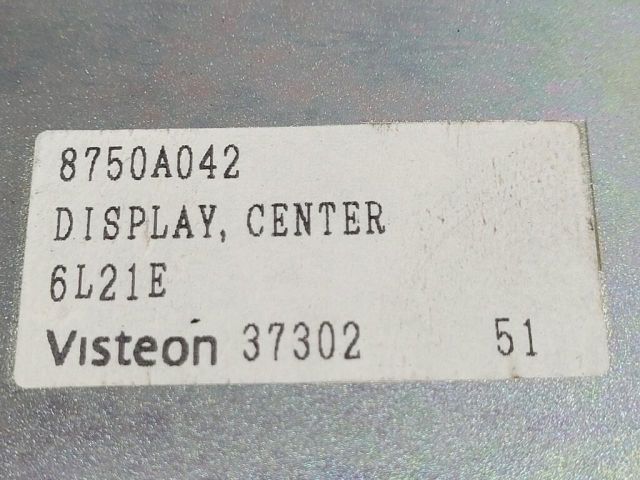 8750A042
DISPLAY, CENTER
6L21E
Visteon 37302 51